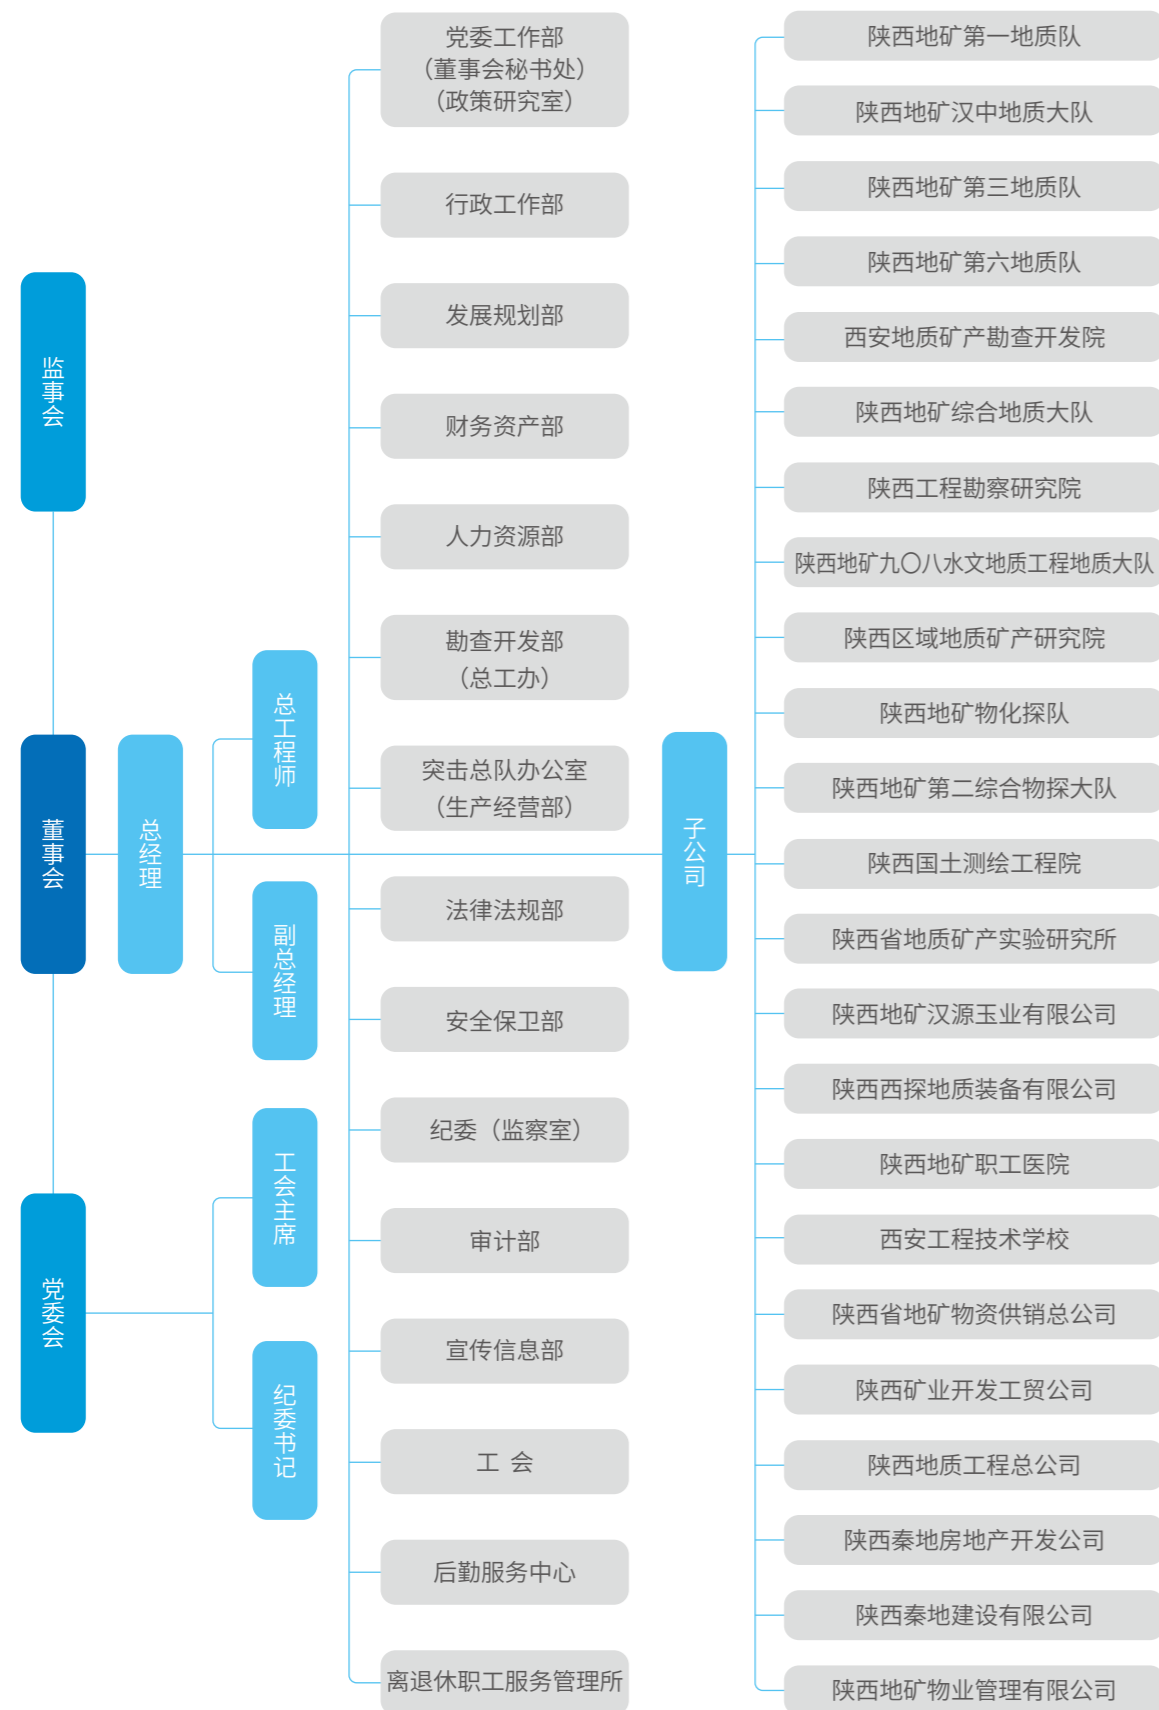 监事会
董事会
党委会
总经理
总工程师
副总经理
工会主席
纪委书记
党委工作部
（董事会秘书处）
（政策研究室）
行政工作部
发展规划部
财务资产部
人力资源部
勘查开发部
（总工办）
突击总队办公室
（生产经营部）
法律法规部
安全保卫部
纪委（监察室）
审计部
宣传信息部
工 会
后勤服务中心
离退休职工服务管理所
子公司
陕西地矿第一地质队
陕西地矿汉中地质大队
陕西地矿第三地质队
陕西地矿第六地质队
西安地质矿产勘查开发院
陕西地矿综合地质大队
陕西工程勘察研究院
陕西地矿九〇八水文地质工程地质大队
陕西区域地质矿产研究院
陕西地矿物化探队
陕西地矿第二综合物探大队
陕西国土测绘工程院
陕西省地质矿产实验研究所
陕西地矿汉源玉业有限公司
陕西西探地质装备有限公司
陕西地矿职工医院
西安工程技术学校
陕西省地矿物资供销总公司
陕西矿业开发工贸公司
陕西地质工程总公司
陕西秦地房地产开发公司
陕西秦地建设有限公司
陕西地矿物业管理有限公司